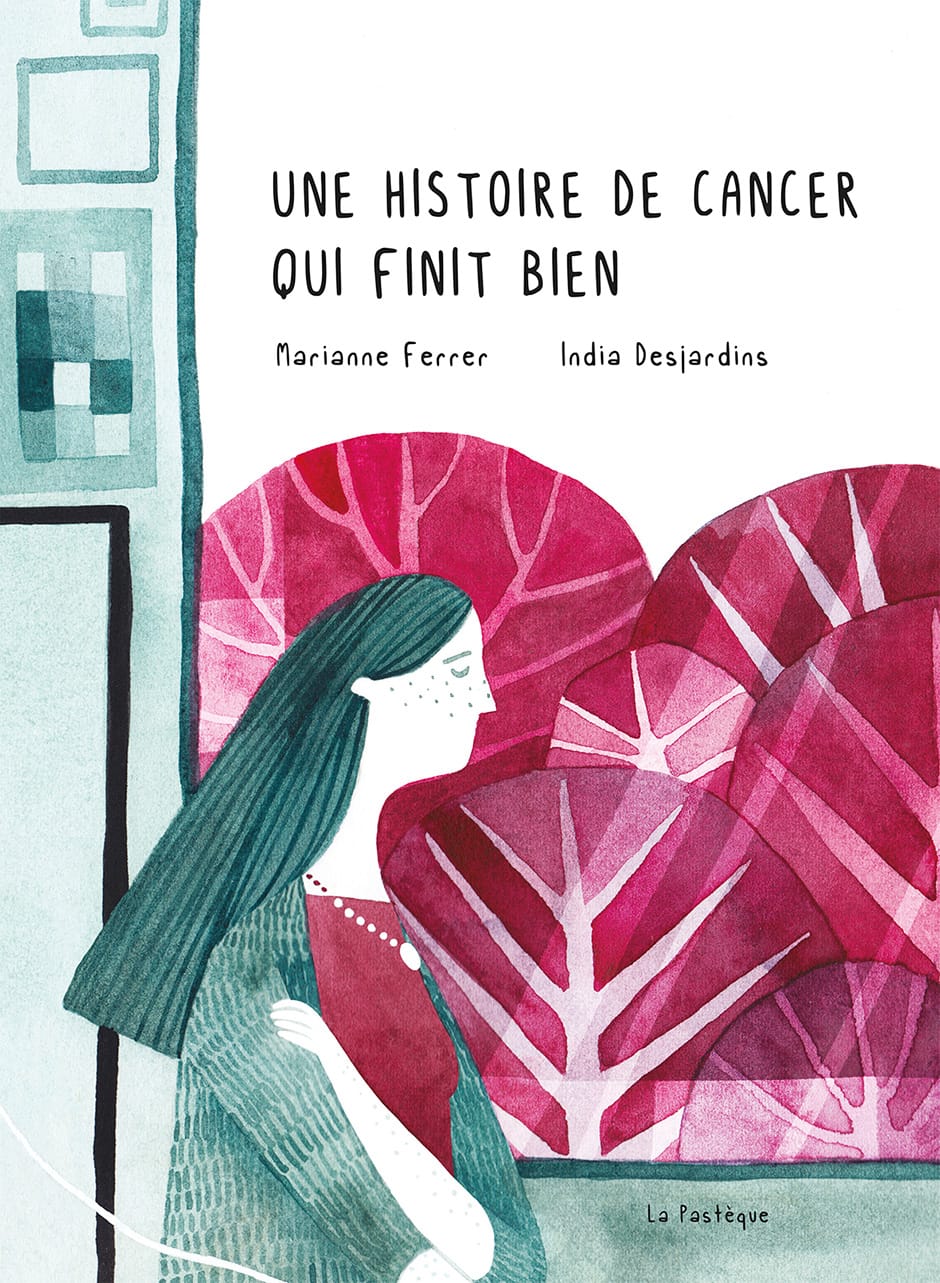 UNE HISTOIRE DE CANCER
QUI FINIT BIEN
Marianne Ferrer India Desjardins
La Pastèque